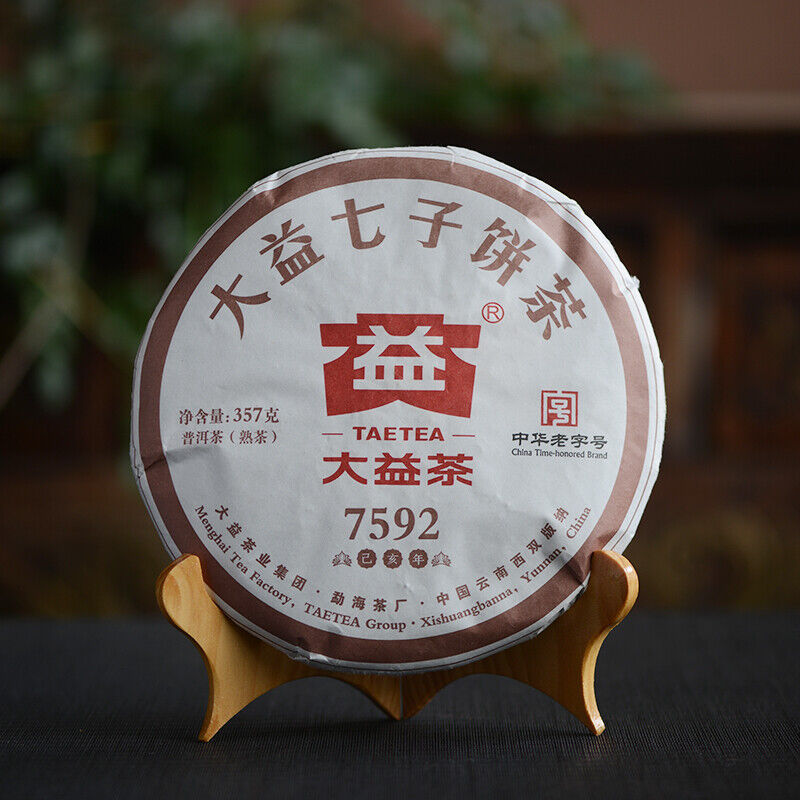 大益七子饼茶
益
®
净含量:357克
普洱茶（熟茶）
TAETEA
大益茶
中华老字号
China Time-honored Brand
7592
己亥年
大益茶业集团·勐海茶厂·中国云南西双版纳
Menghai Tea Factory, TAETEA Group·Xishuangbanna, Yunnan, China